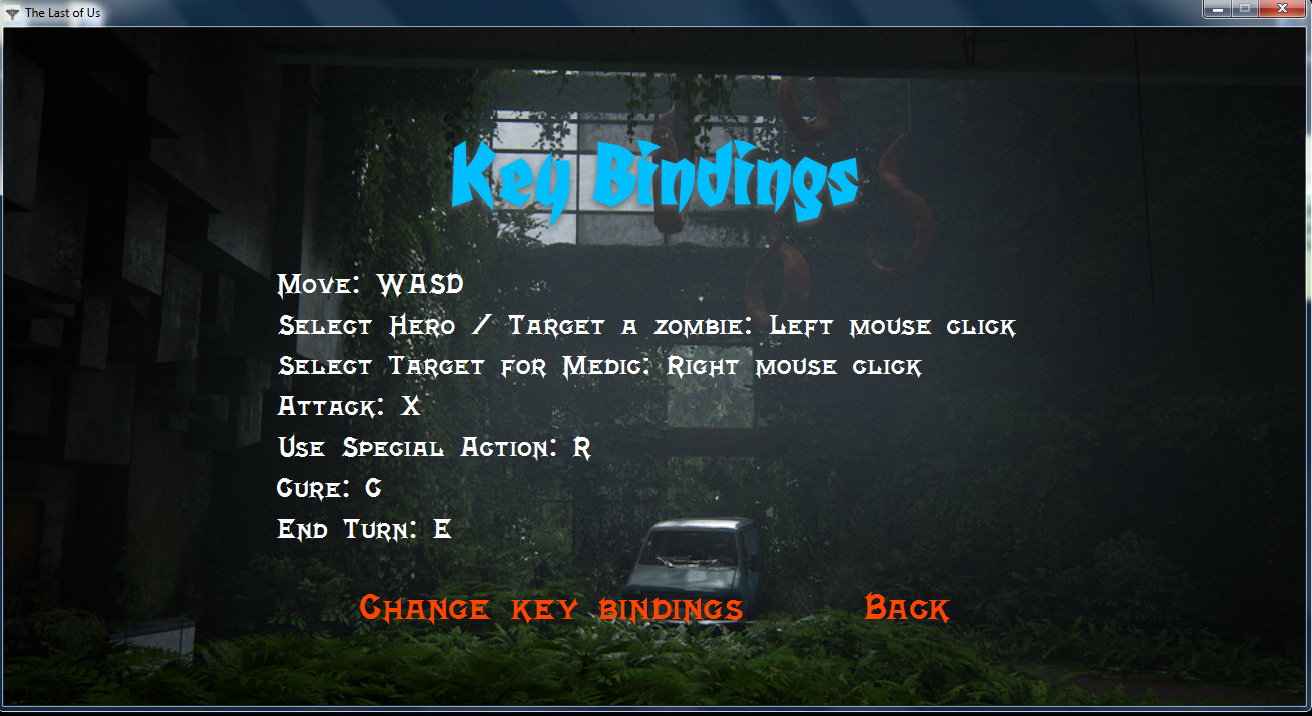 The Last of Us
Key Bindings
Move: WASD
Select Hero / Target a zombie: Left mouse click
Select Target for Medic: Right mouse click
Attack: X
Use Special Action: R
Cure: C
End Turn: E
Change key bindings Back